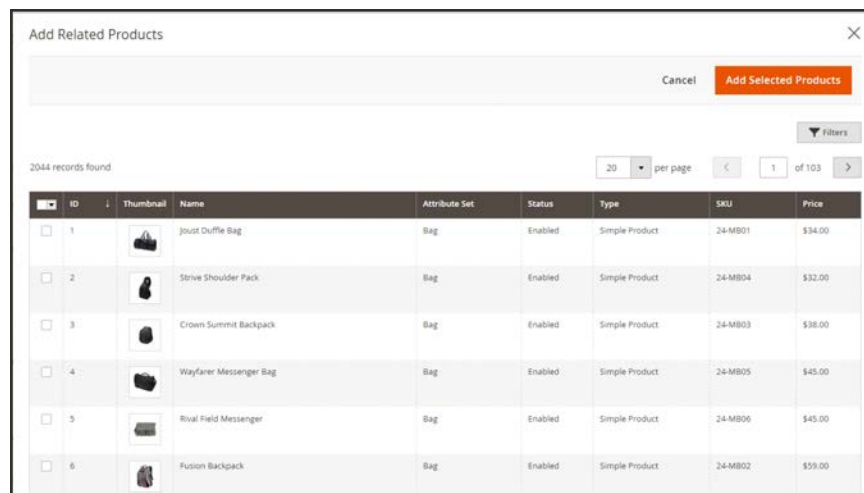 Add Related Products
Cancel Add Selected Products
Filters
2044 records found 20 per page 1 of 103
ID ↓ Thumbnail Name Attribute Set Status Type SKU Price
1 Joust Duffle Bag Bag Enabled Simple Product 24-MB01 $34.00
2 Strive Shoulder Pack Bag Enabled Simple Product 24-MB04 $32.00
3 Crown Summit Backpack Bag Enabled Simple Product 24-MB03 $38.00
4 Wayfarer Messenger Bag Bag Enabled Simple Product 24-MB05 $45.00
5 Rival Field Messenger Bag Enabled Simple Product 24-MB06 $45.00
6 Fusion Backpack Bag Enabled Simple Product 24-MB02 $59.00